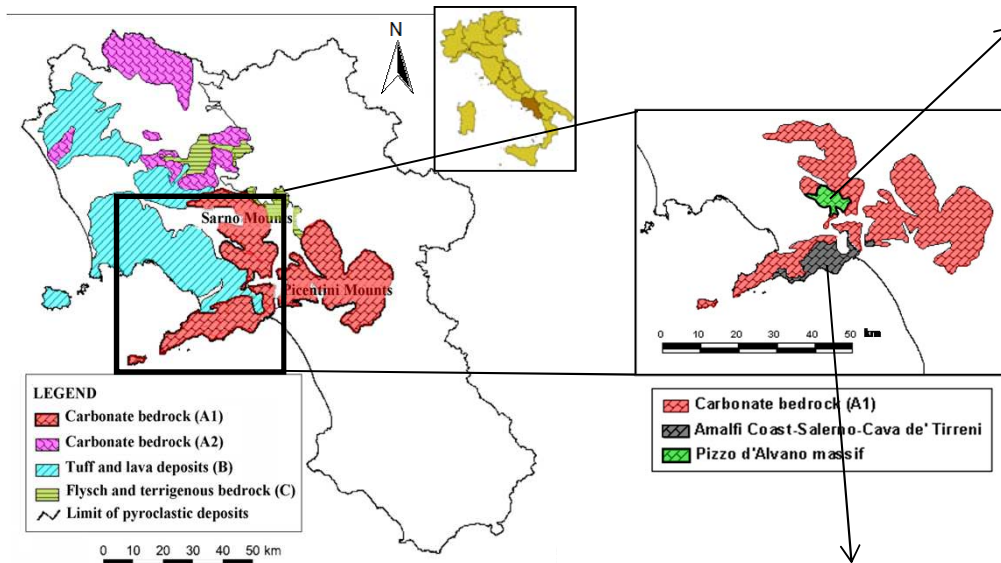 N
Sarno Mounts
Picentini Mounts
LEGEND
Carbonate bedrock (A1)
Carbonate bedrock (A2)
Tuff and lava deposits (B)
Flysch and terrigenous bedrock (C)
Limit of pyroclastic deposits
0 10 20 30 40 50 km
0 10 20 30 40 50 km
Carbonate bedrock (A1)
Amalfi Coast-Salerno-Cava de' Tirreni
Pizzo d'Alvano massif